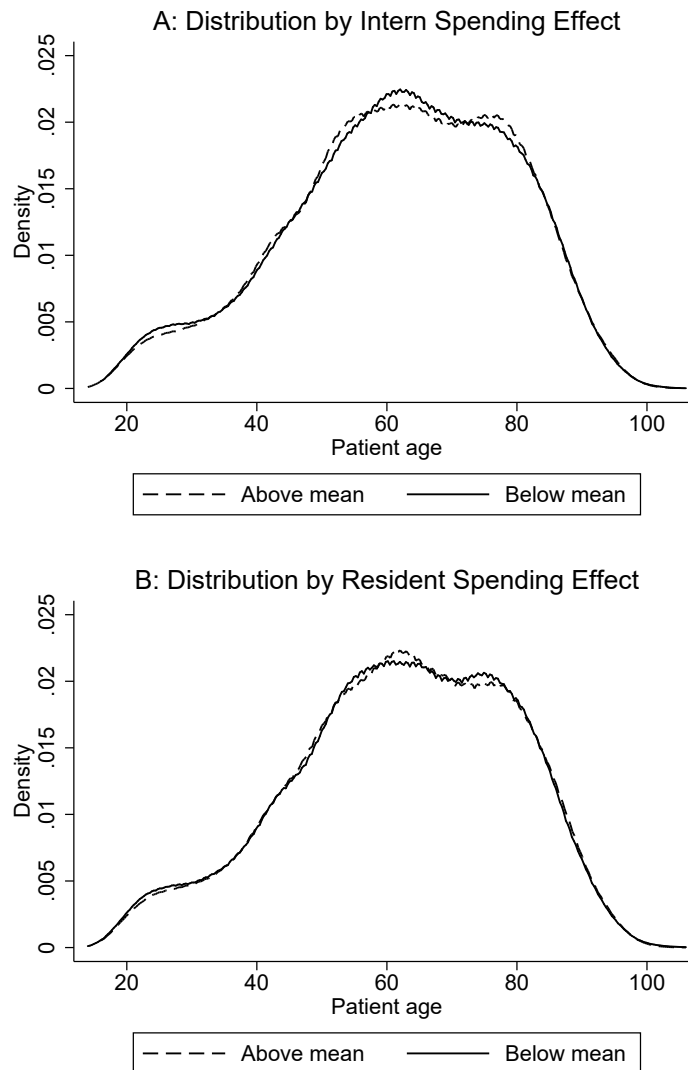 A: Distribution by Intern Spending Effect
Density
0 .005 .01 .015 .02 .025
20 40 60 80 100
Patient age
Above mean Below mean
B: Distribution by Resident Spending Effect
Density
0 .005 .01 .015 .02 .025
20 40 60 80 100
Patient age
Above mean Below mean